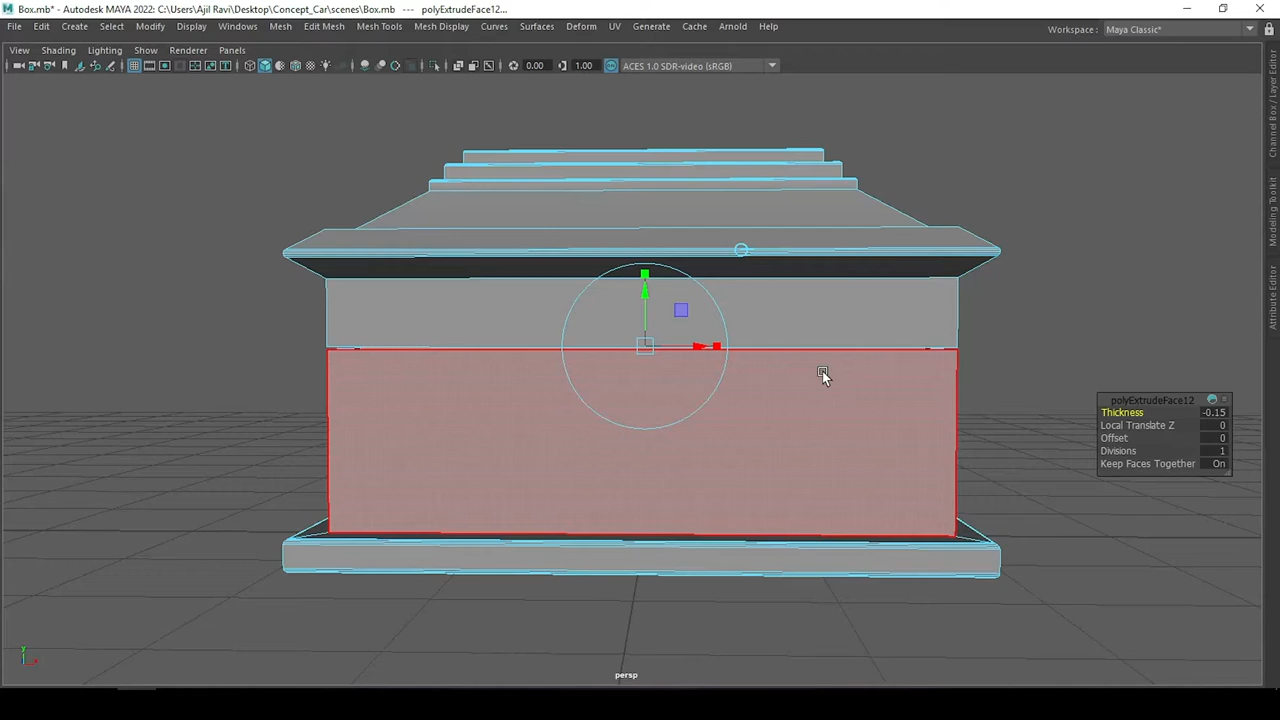 Box.mb* - Autodesk MAYA 2022: C:\Users\Ajil Ravi\Desktop\Concept_Car\scenes\Box.mb --- polyExtrudeFace12...
File Edit Create Select Modify Display Windows Mesh Edit Mesh Mesh Tools Mesh Display Curves Surfaces Deform UV Generate Cache Arnold Help Workspace : Maya Classic*
View Shading Lighting Show Renderer Panels
0.00 1.00 ACES 1.0 SDR-video (sRGB)
Channel Box / Layer Editor
Modeling Toolkit
Attribute Editor
polyExtrudeFace12
Thickness -0.15
Local Translate Z 0
Offset 0
Divisions 1
Keep Faces Together On
y
x
persp